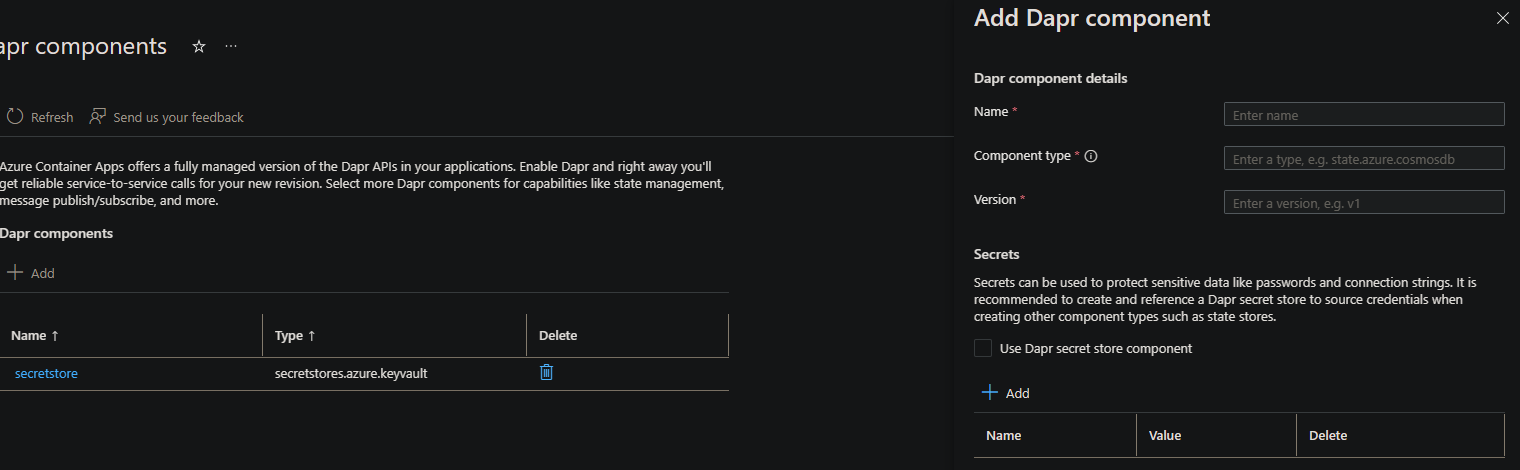 apr components
Refresh
Send us your feedback
Azure Container Apps offers a fully managed version of the Dapr APIs in your applications. Enable Dapr and right away you'll
get reliable service-to-service calls for your new revision. Select more Dapr components for capabilities like state management,
message publish/subscribe, and more.
Dapr components
Add
Name ↑ Type ↑ Delete
secretstore secretstores.azure.keyvault
Add Dapr component
Dapr component details
Name * Enter name
Component type * Enter a type, e.g. state.azure.cosmosdb
Version * Enter a version, e.g. v1
Secrets
Secrets can be used to protect sensitive data like passwords and connection strings. It is
recommended to create and reference a Dapr secret store to source credentials when
creating other component types such as state stores.
Use Dapr secret store component
Add
Name Value Delete